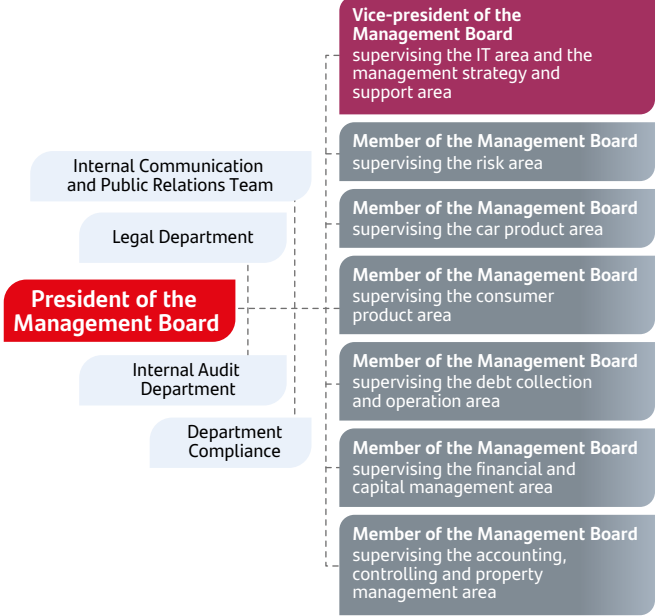 Vice-president of the
Management Board
supervising the IT area and the
management strategy and
support area
Member of the Management Board
supervising the risk area
Internal Communication
and Public Relations Team
Member of the Management Board
supervising the car product area
Legal Department
President of the
Management Board
Member of the Management Board
supervising the consumer
product area
Internal Audit
Department
Member of the Management Board
supervising the debt collection
and operation area
Department
Compliance
Member of the Management Board
supervising the financial and
capital management area
Member of the Management Board
supervising the accounting,
controlling and property
management area